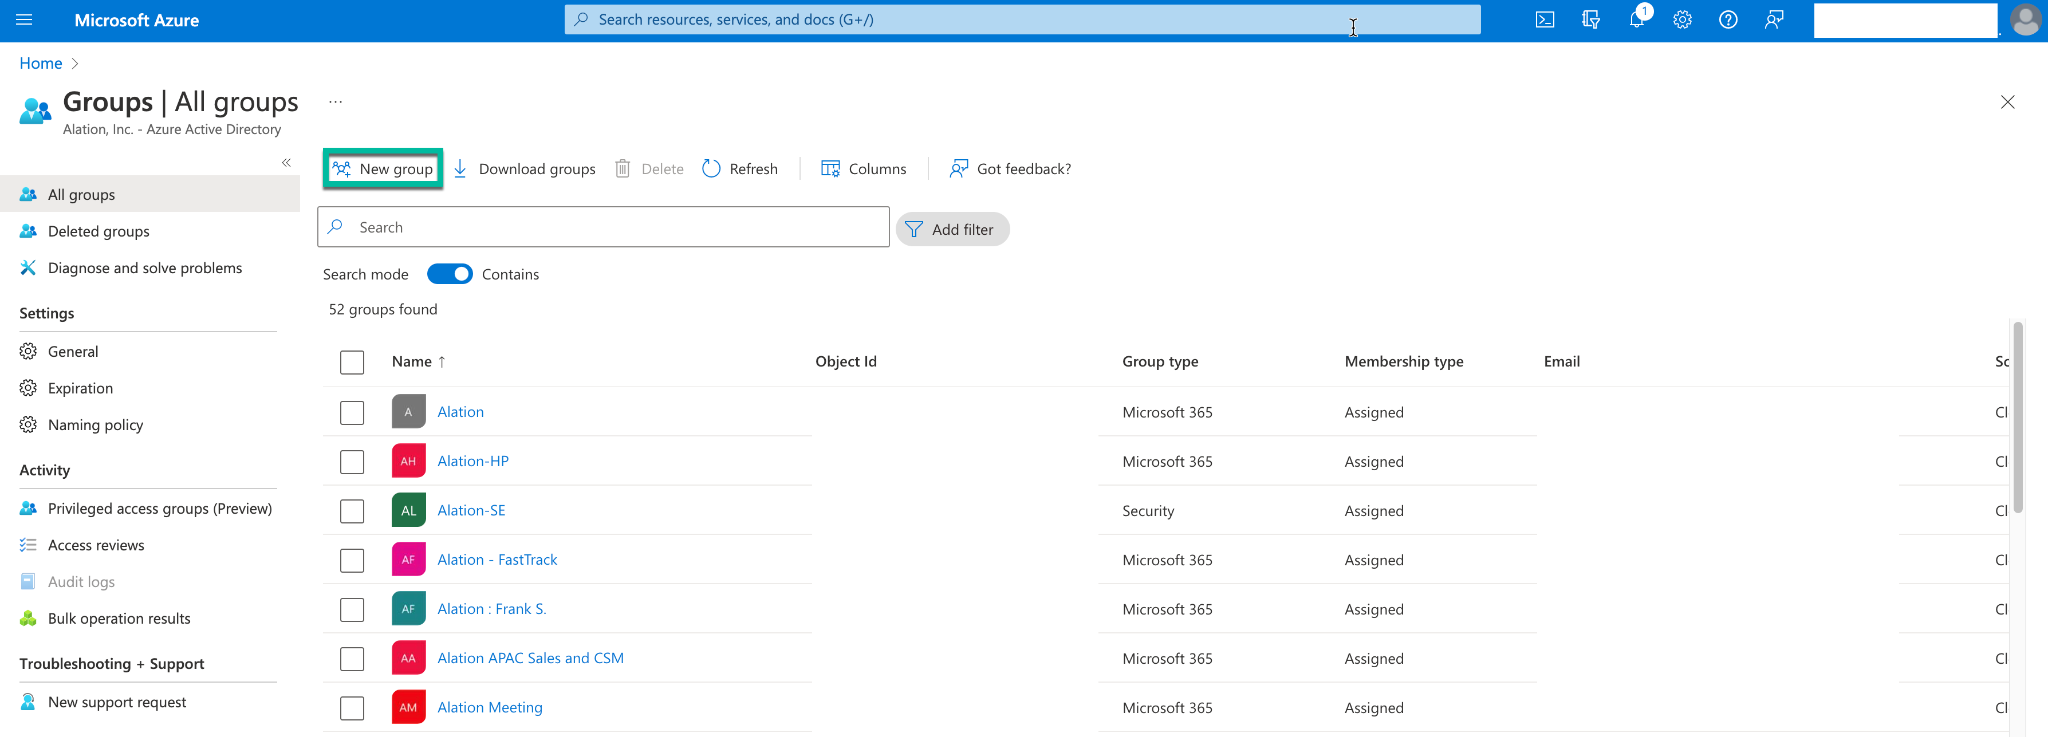 Microsoft Azure
Search resources, services, and docs (G+/)
1
Home >
Groups | All groups ...
Alation, Inc. - Azure Active Directory
«
New group
Download groups
Delete
Refresh
Columns
Got feedback?
All groups
Deleted groups
Diagnose and solve problems
Settings
General
Expiration
Naming policy
Activity
Privileged access groups (Preview)
Access reviews
Audit logs
Bulk operation results
Troubleshooting + Support
New support request
Search
Add filter
Search mode Contains
52 groups found
Name ↑ Object Id Group type Membership type Email Sc
A Alation Microsoft 365 Assigned Cl
AH Alation-HP Microsoft 365 Assigned Cl
AL Alation-SE Security Assigned Cl
AF Alation - FastTrack Microsoft 365 Assigned Cl
AF Alation : Frank S. Microsoft 365 Assigned Cl
AA Alation APAC Sales and CSM Microsoft 365 Assigned Cl
AM Alation Meeting Microsoft 365 Assigned Cl